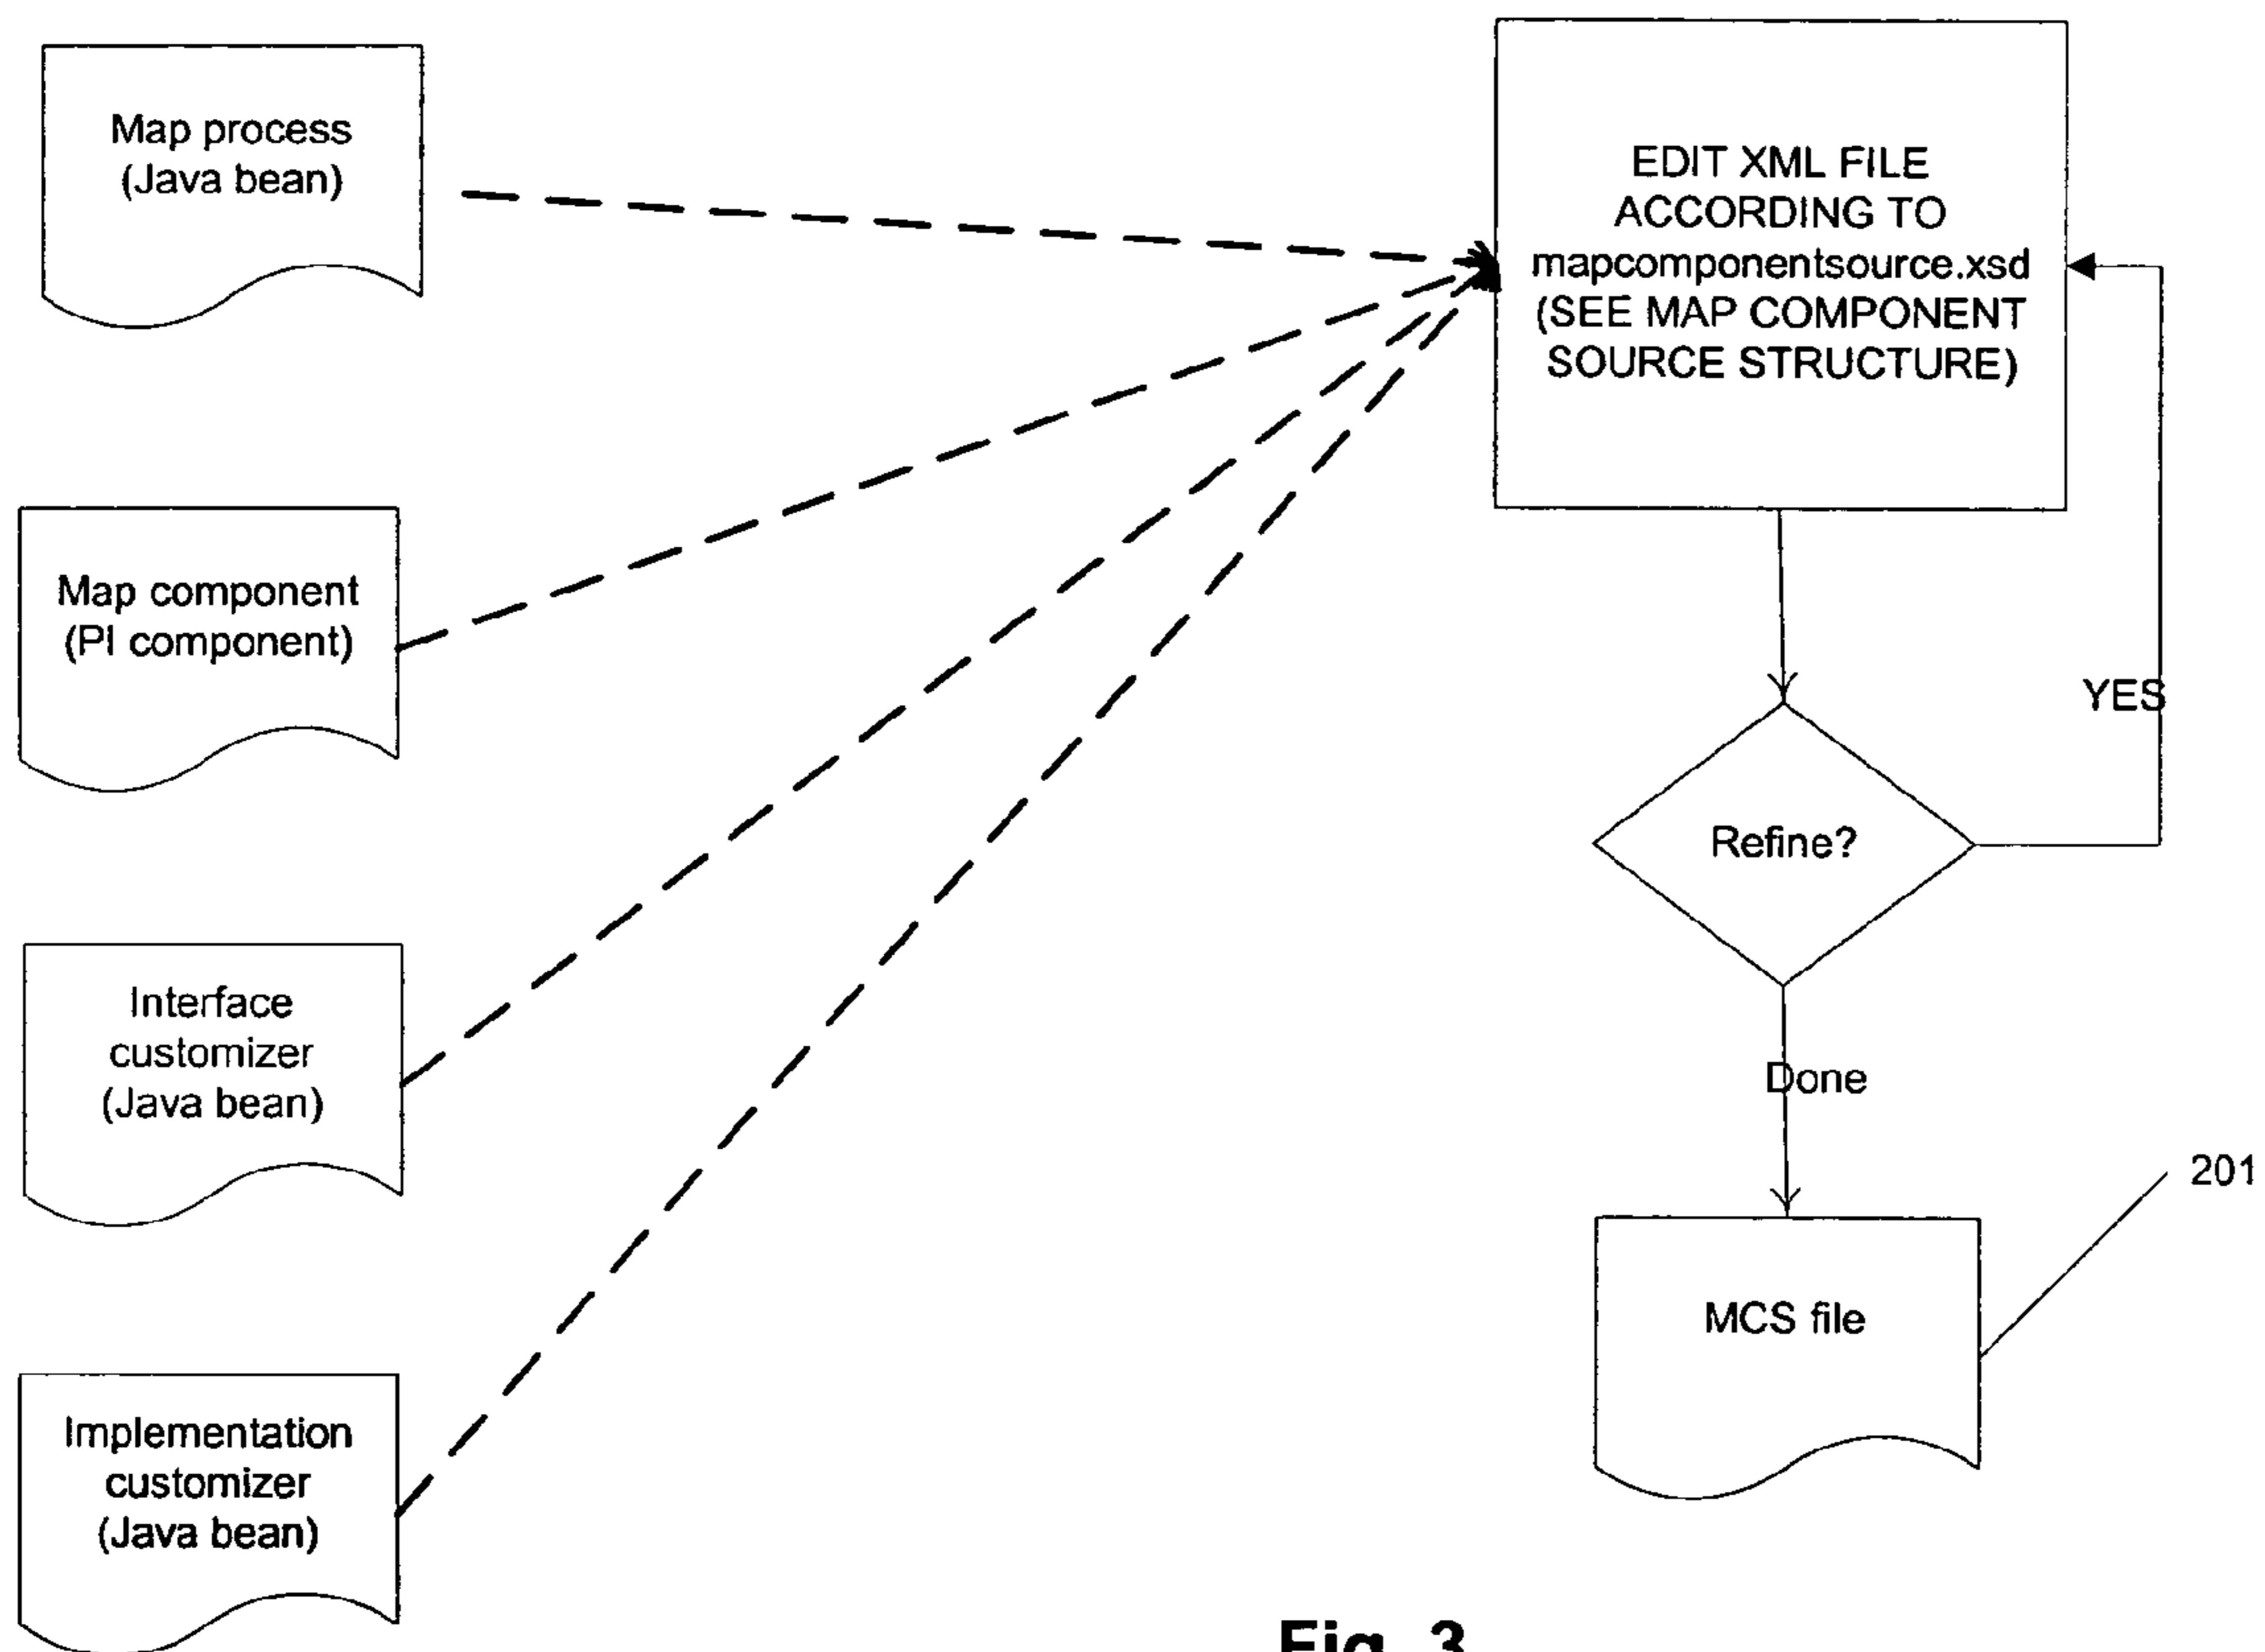 Map process
(Java bean)
EDIT XML FILE
ACCORDING TO
mapcomponentsource.xsd
(SEE MAP COMPONENT
SOURCE STRUCTURE)
Map component
(PI component)
YES
Refine?
Interface
customizer
(Java bean)
Done
201
MCS file
Implementation
customizer
(Java bean)
Fig. 3